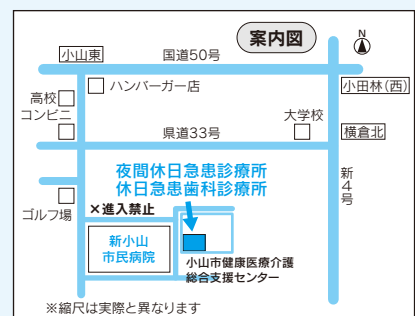 案内図
N
小山東
国道50号
ハンバーガー店
小田林(西)
高校
コンビニ
大学校
県道33号
横倉北
夜間休日急患診療所
休日急患歯科診療所
新4号
ゴルフ場
×進入禁止
新小山
市民病院
小山市健康医療介護
総合支援センター
※縮尺は実際と異なります